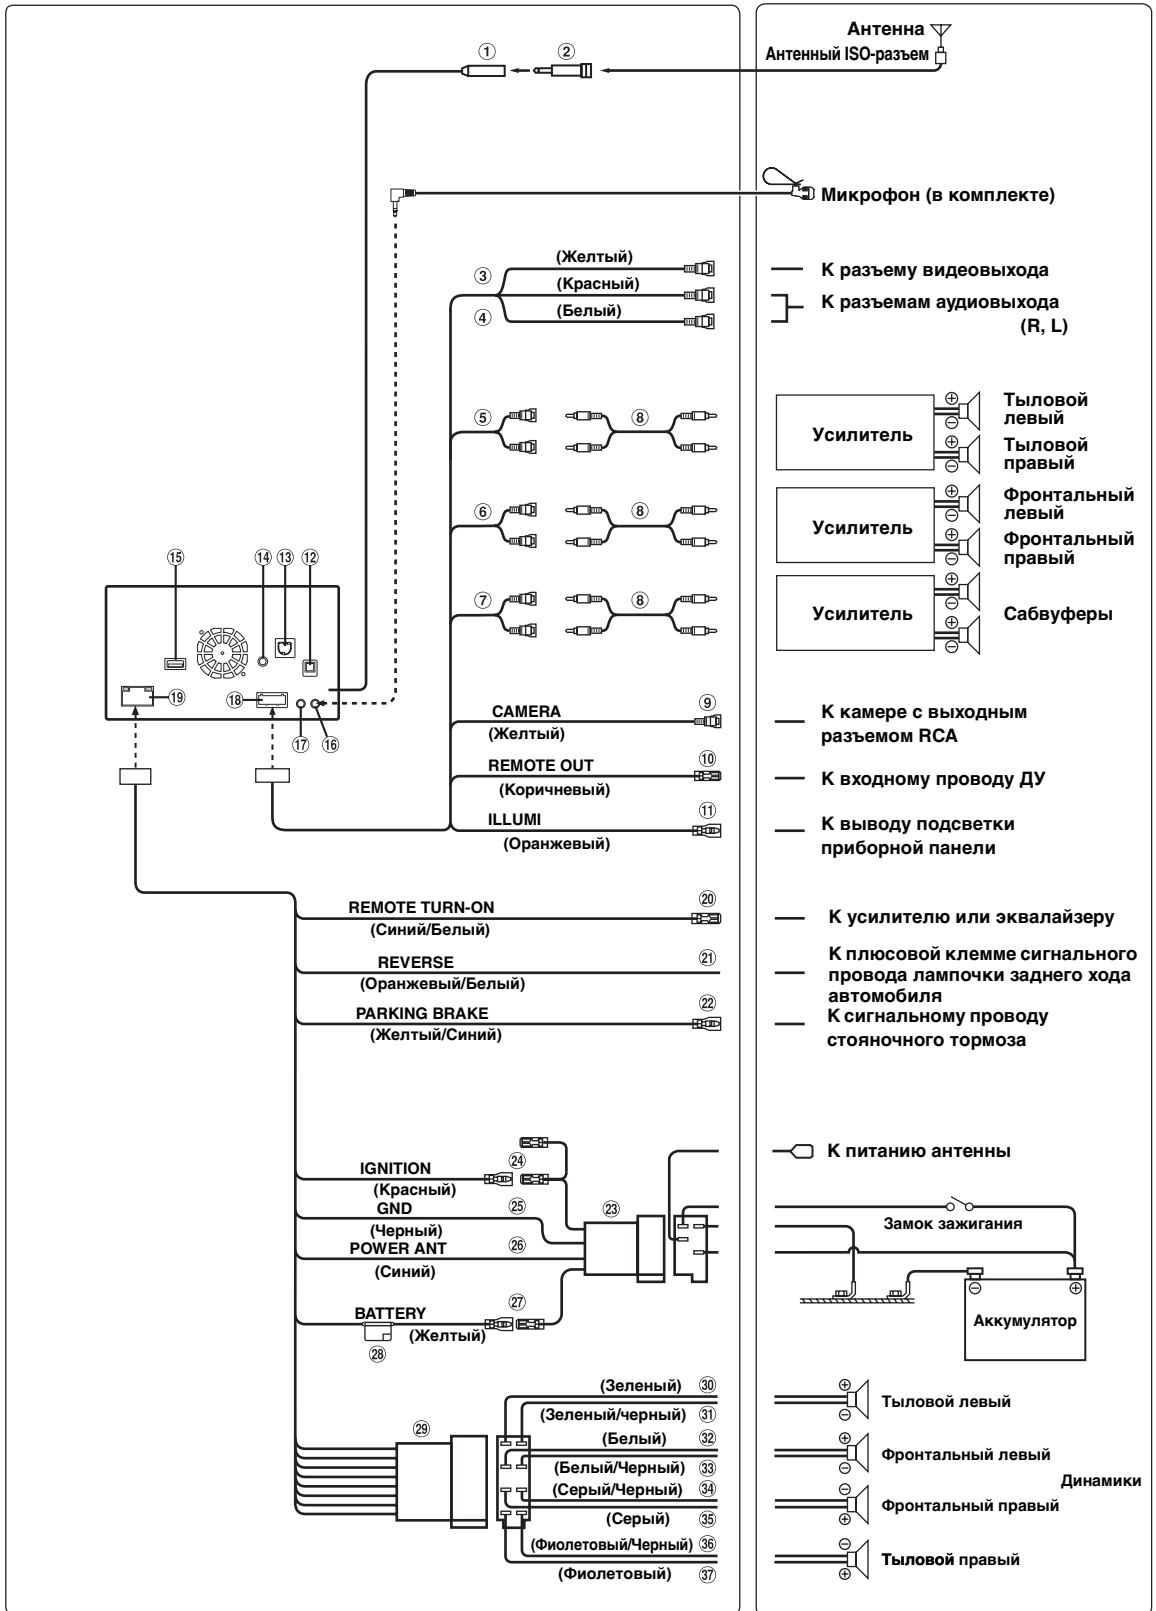 Антенна
Антенный ISO-разъем
① ②
Микрофон (в комплекте)
(Желтый)
③
(Красный)
④
(Белый)
К разъему видеовыхода
К разъемам аудиовыхода
(R, L)
⑤ ⑧
Усилитель
⊕
⊖
⊕
⊖
Тыловой
левый
Тыловой
правый
⑥ ⑧
Усилитель
⊕
⊖
⊕
⊖
Фронтальный
левый
Фронтальный
правый
⑦ ⑧
Усилитель
⊕
⊖
⊕
⊖
Сабвуферы
⑮ ⑭ ⑬ ⑫
⑲ ⑱ ⑰ ⑯
CAMERA
(Желтый)
⑨
К камере с выходным
разъемом RCA
REMOTE OUT
(Коричневый)
⑩
К входному проводу ДУ
ILLUMI
(Оранжевый)
⑪
К выводу подсветки
приборной панели
REMOTE TURN-ON
(Синий/Белый)
⑳
К усилителю или эквалайзеру
REVERSE
(Оранжевый/Белый)
㉑
К плюсовой клемме сигнального
провода лампочки заднего хода
автомобиля
PARKING BRAKE
(Желтый/Синий)
㉒
К сигнальному проводу
стояночного тормоза
К питанию антенны
IGNITION
(Красный)
㉔
GND
(Черный)
㉕
㉓
POWER ANT
(Синий)
㉖
BATTERY
(Желтый)
㉗
㉘
Замок зажигания
⊖ ⊕
Аккумулятор
㉙
(Зеленый) ㉚
(Зеленый/черный) ㉛
⊕
⊖
Тыловой левый
(Белый) ㉜
(Белый/Черный) ㉝
⊕
⊖
Фронтальный левый
Динамики
(Серый/Черный) ㉞
(Серый) ㉟
⊖
⊕
Фронтальный правый
(Фиолетовый/Черный) ㊱
(Фиолетовый) ㊲
⊖
⊕
Тыловой правый